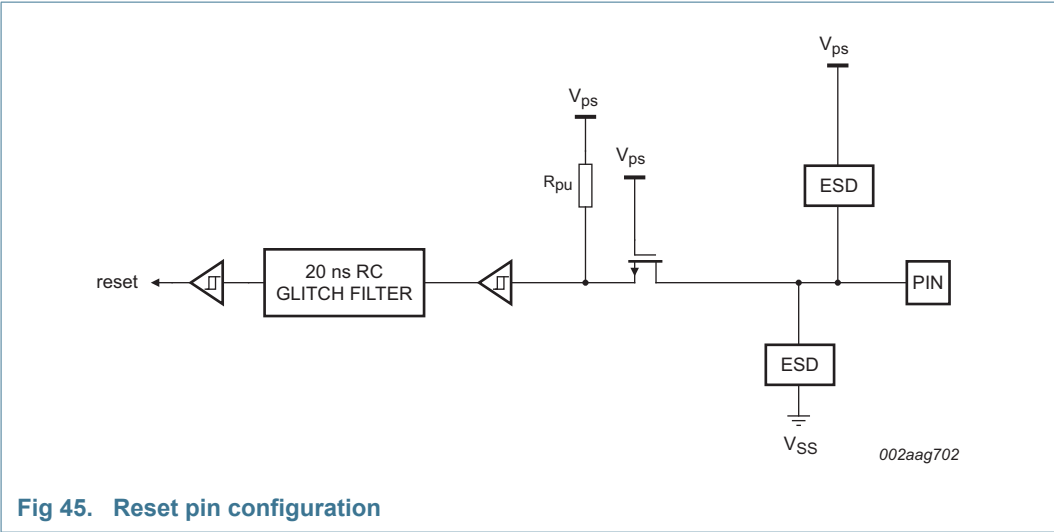 Vps
Vps
Vps
Rpu
ESD
reset
20 ns RC
GLITCH FILTER
PIN
ESD
VSS
002aag702
Fig 45. Reset pin configuration